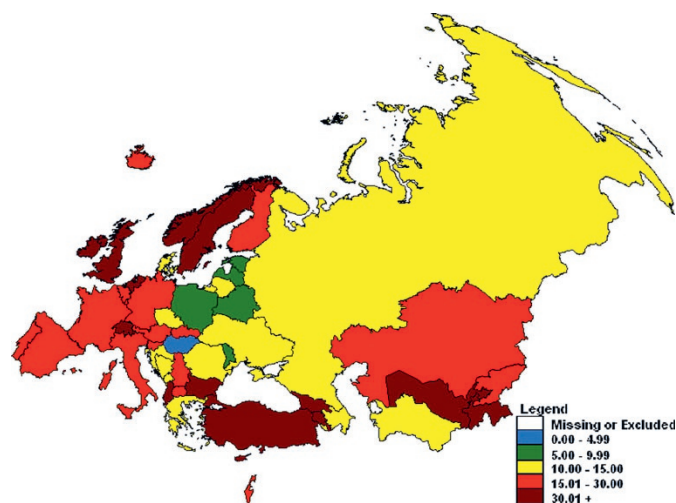 Legend
Missing or Excluded
0.00 - 4.99
5.00 - 9.99
10.00 - 15.00
15.01 - 30.00
30.01 +